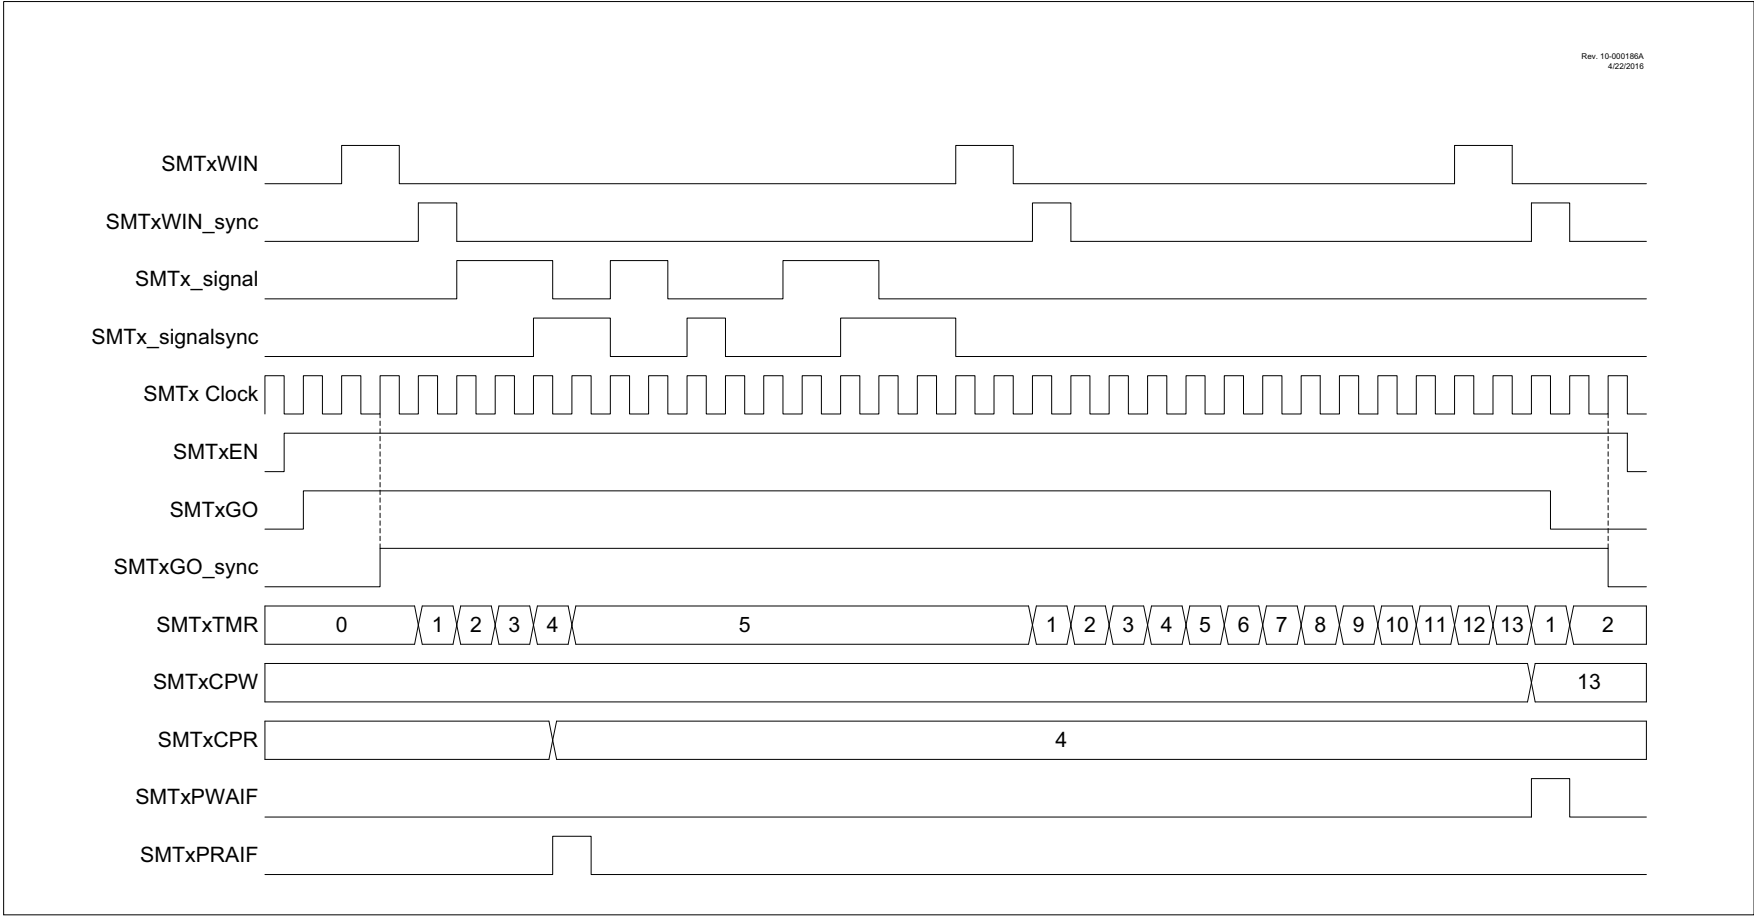 Rev. 10-000186A
4/22/2016
SMTxWIN
SMTxWIN_sync
SMTx_signal
SMTx_signalsync
SMTx Clock
SMTxEN
SMTxGO
SMTxGO_sync
SMTxTMR 0 1 2 3 4 5 1 2 3 4 5 6 7 8 9 10 11 12 13 1 2
SMTxCPW 13
SMTxCPR 4
SMTxPWAIF
SMTxPRAIF